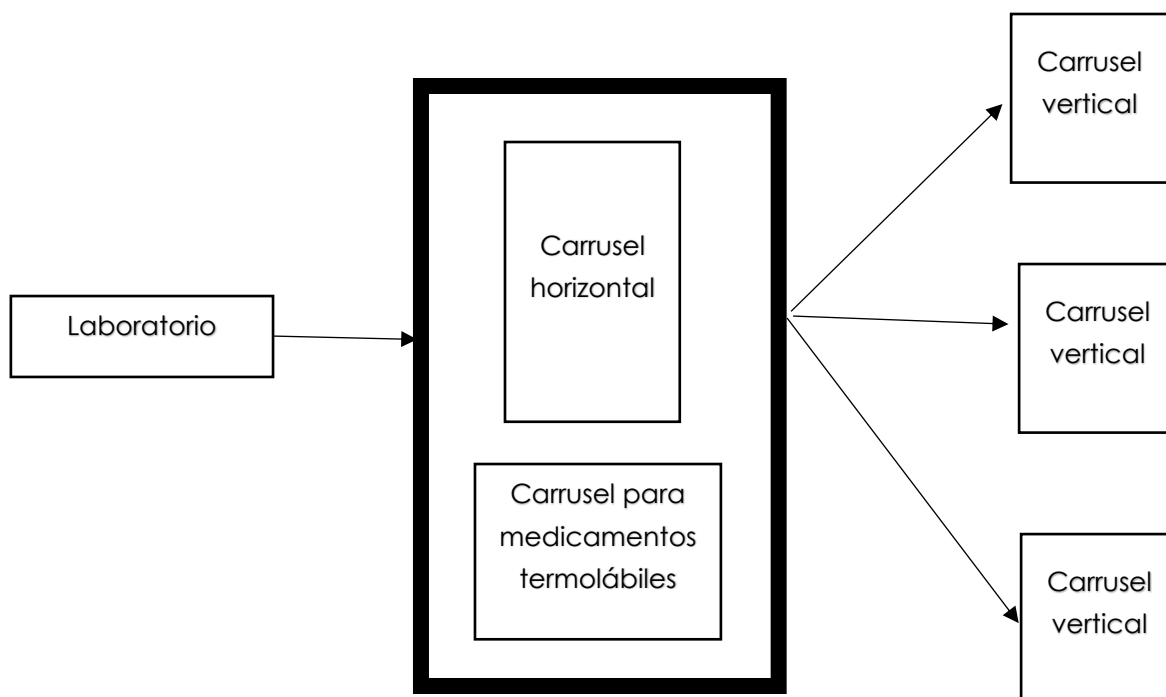 Laboratorio
Carrusel
horizontal
Carrusel para
medicamentos
termolábiles
Carrusel
vertical
Carrusel
vertical
Carrusel
vertical